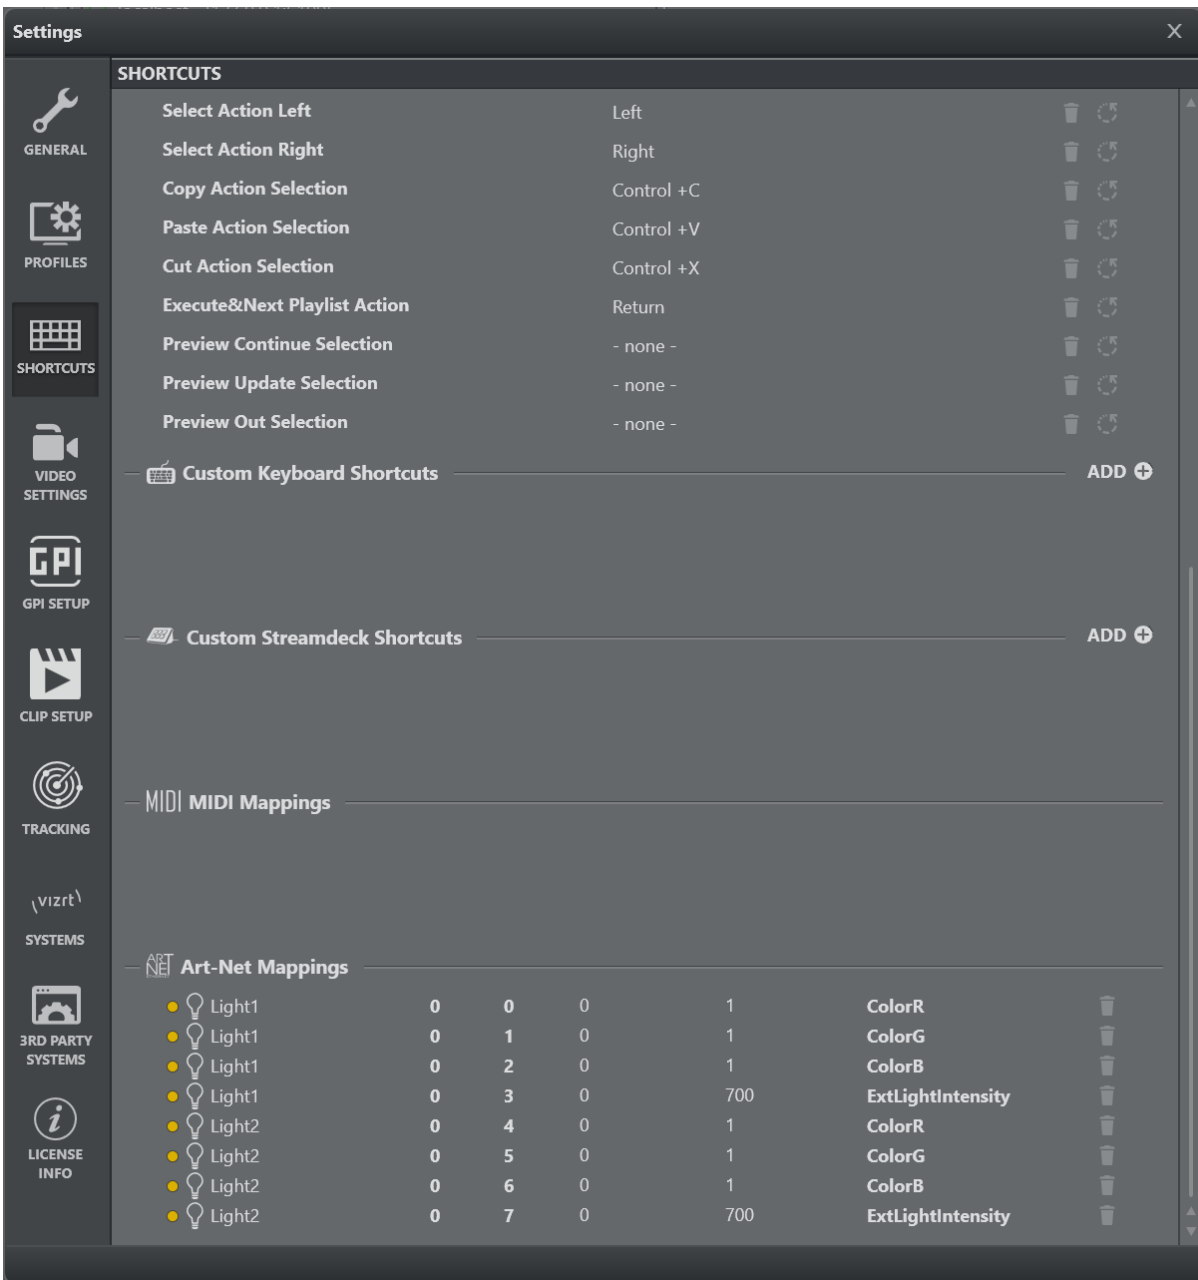 Settings
X
SHORTCUTS
GENERAL
PROFILES
SHORTCUTS
VIDEO
SETTINGS
GPI
GPI SETUP
CLIP SETUP
TRACKING
vizrt
SYSTEMS
3RD PARTY
SYSTEMS
i
LICENSE
INFO
Select Action Left Left
Select Action Right Right
Copy Action Selection Control +C
Paste Action Selection Control +V
Cut Action Selection Control +X
Execute&Next Playlist Action Return
Preview Continue Selection - none -
Preview Update Selection - none -
Preview Out Selection - none -
Custom Keyboard Shortcuts ADD
Custom Streamdeck Shortcuts ADD
MIDI MIDI Mappings
ART NET Art-Net Mappings
Light1 0 0 0 1 ColorR
Light1 0 1 0 1 ColorG
Light1 0 2 0 1 ColorB
Light1 0 3 0 700 ExtLightIntensity
Light2 0 4 0 1 ColorR
Light2 0 5 0 1 ColorG
Light2 0 6 0 1 ColorB
Light2 0 7 0 700 ExtLightIntensity